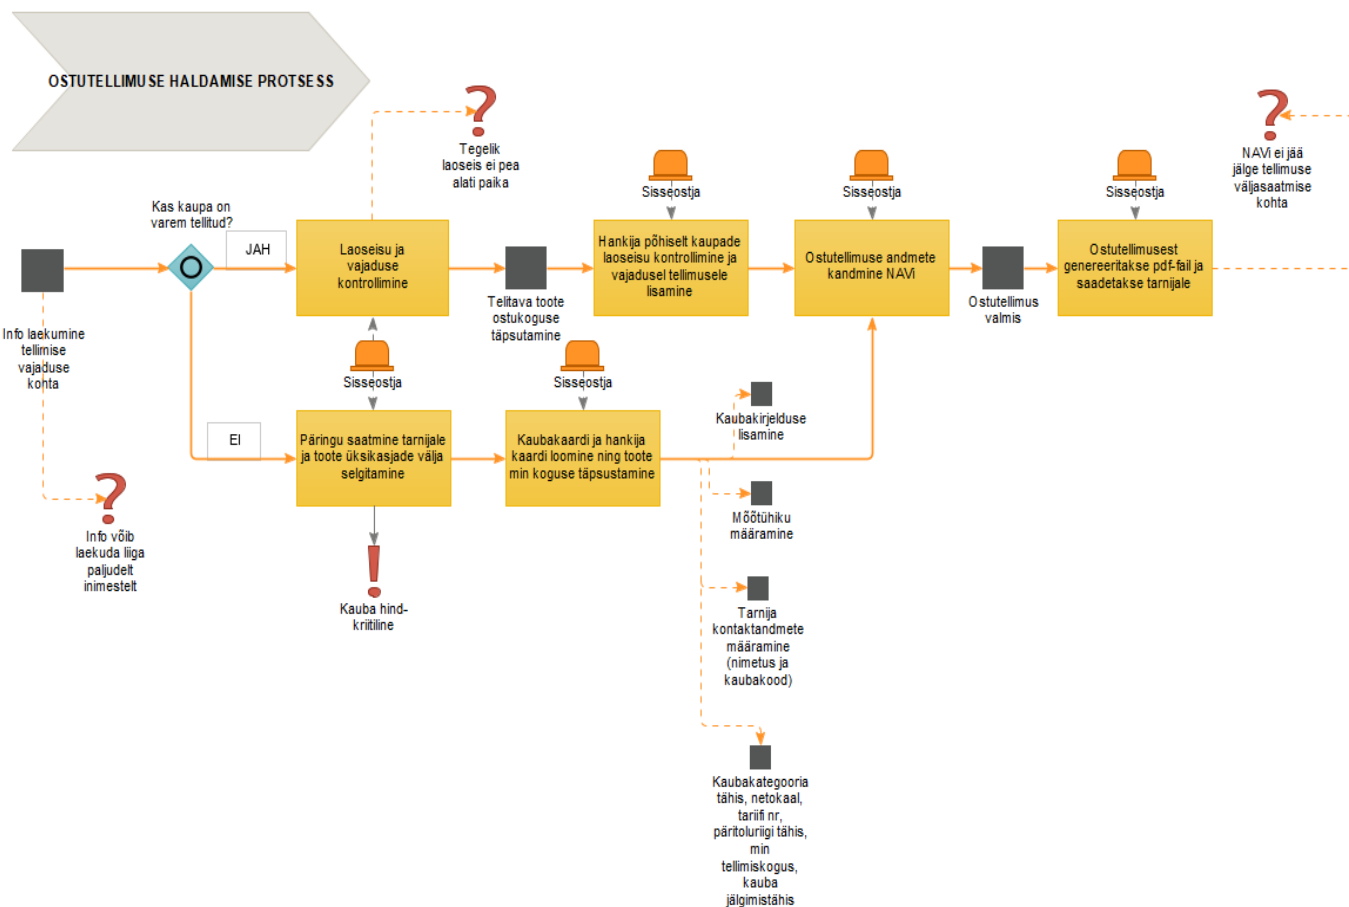 OSTUTELLIMUSE HALDAMISE PROTSESS
Tegelik
laoseis ei pea
alati paika
NAVi ei jää
jälge tellimuse
väljasaatmise
kohta
Sisseostja
Sisseostja
Sisseostja
Kas kaupa on
varem tellitud?
JAH
Laoseisu ja
vajaduse
kontrollimine
Telitava toote
ostukoguse
täpsutamine
Hankija põhiselt kaupade
laoseisu kontrollimine ja
vajadusel tellimusele
lisamine
Ostutellimuse andmete
kandmine NAVi
Ostutellimus
valmis
Ostutellimusest
genereeritakse pdf-fail ja
saadetakse tarnijale
Info laekumine
tellimise
vajaduse
kohta
Sisseostja
Sisseostja
EI
Päringu saatmine tarnijale
ja toote üksikasjade välja
selgitamine
Kaubakaardi ja hankija
kaardi loomine ning toote
min koguse täpsustamine
Kaubakirjelduse
lisamine
Mõõtühiku
määramine
Info võib
laekuda liiga
paljudelt
inimestelt
Kauba hind-
kriitiline
Tarnija
kontaktandmete
määramine
(nimetus ja
kaubakood)
Kaubakategooria
tähis, netokaal,
tariifi nr,
päritoluriigi tähis,
min
tellimiskogus,
kauba
jälgimistähis